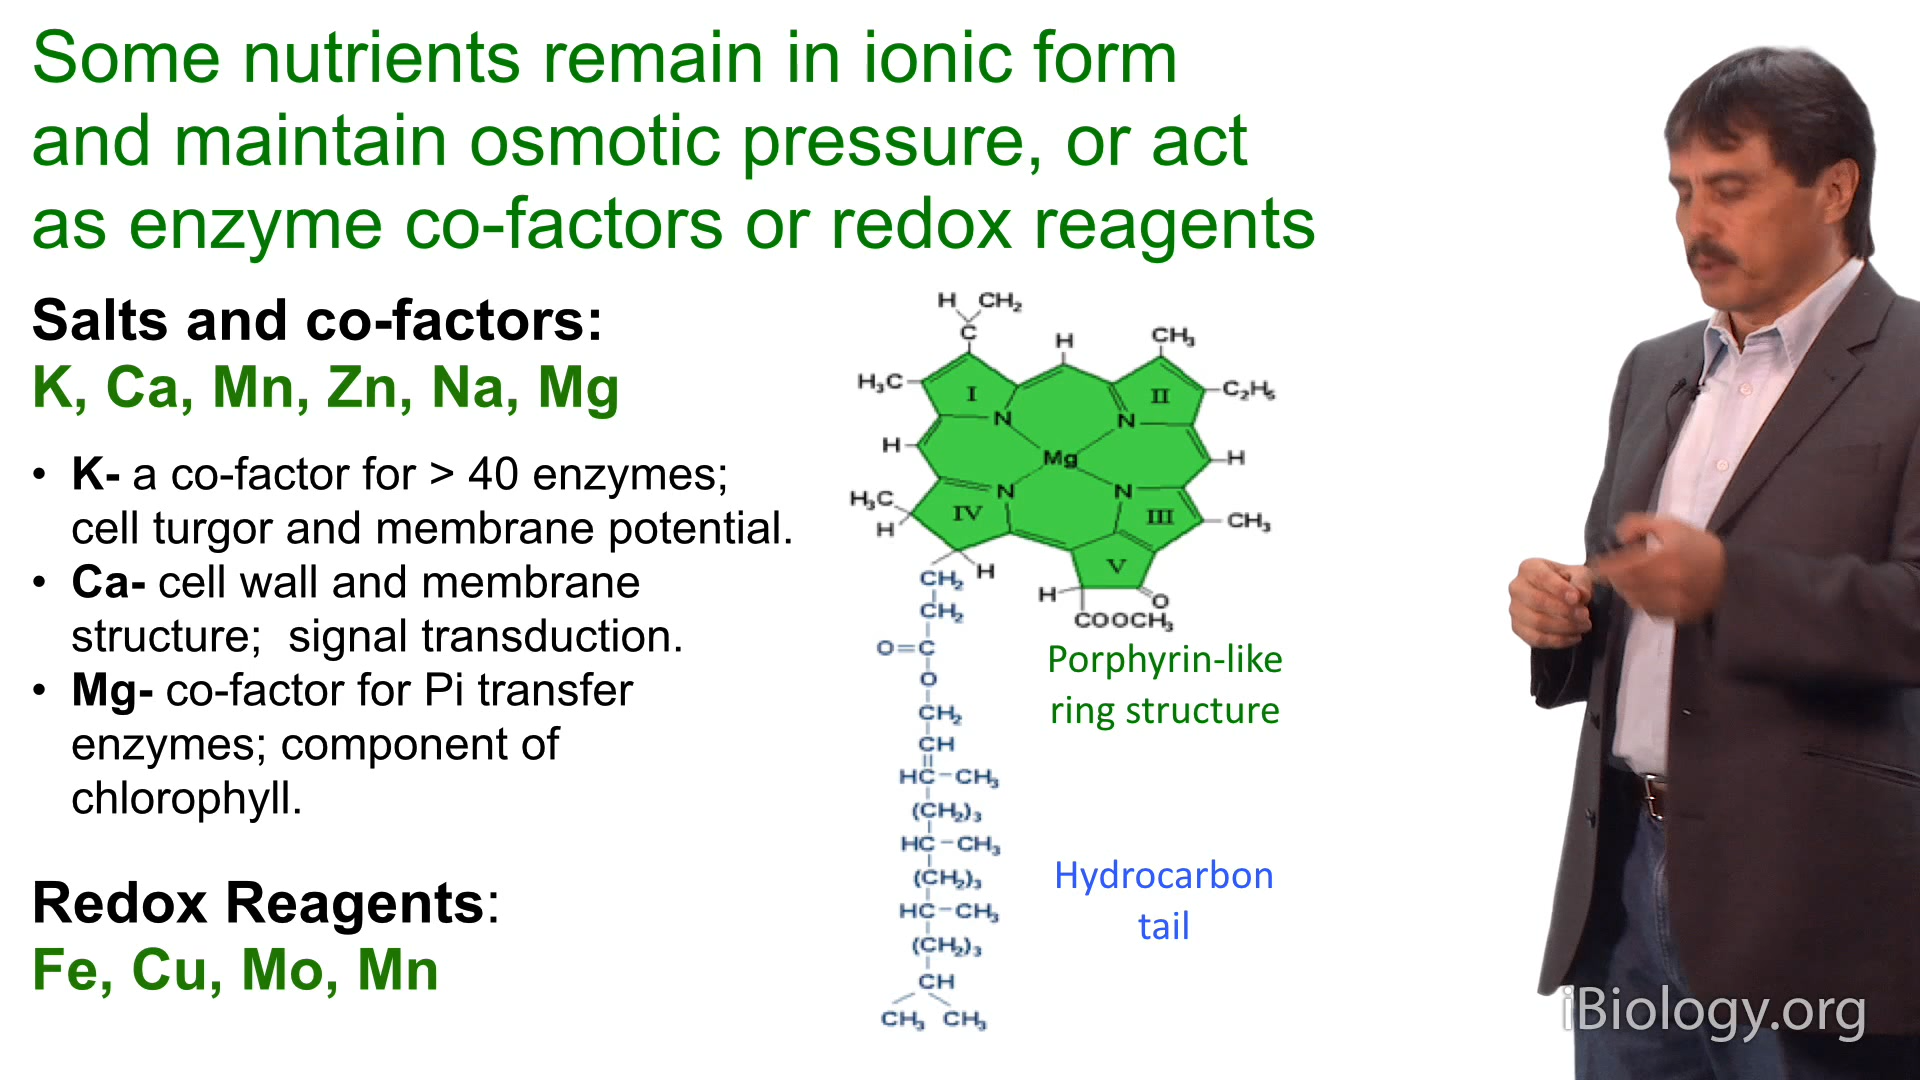 Some nutrients remain in ionic form
and maintain osmotic pressure, or act
as enzyme co-factors or redox reagents
Salts and co-factors:
K, Ca, Mn, Zn, Na, Mg
• K- a co-factor for > 40 enzymes;
cell turgor and membrane potential.
• Ca- cell wall and membrane
structure; signal transduction.
• Mg- co-factor for Pi transfer
enzymes; component of
chlorophyll.
Redox Reagents:
Fe, Cu, Mo, Mn
H CH₂
C
H
CH₃
H₃C
I
II
C₂H₅
N
N
H
Mg
H
H₃C
N
N
H
IV
III
CH₃
V
H
H
O
COOCH₃
CH₂
CH₂
O=C
O
CH₂
CH
HC-CH₃
(CH₂)₃
HC-CH₃
(CH₂)₃
HC-CH₃
(CH₂)₃
CH
CH₃ CH₃
Porphyrin-like
ring structure
Hydrocarbon
tail
iBiology.org